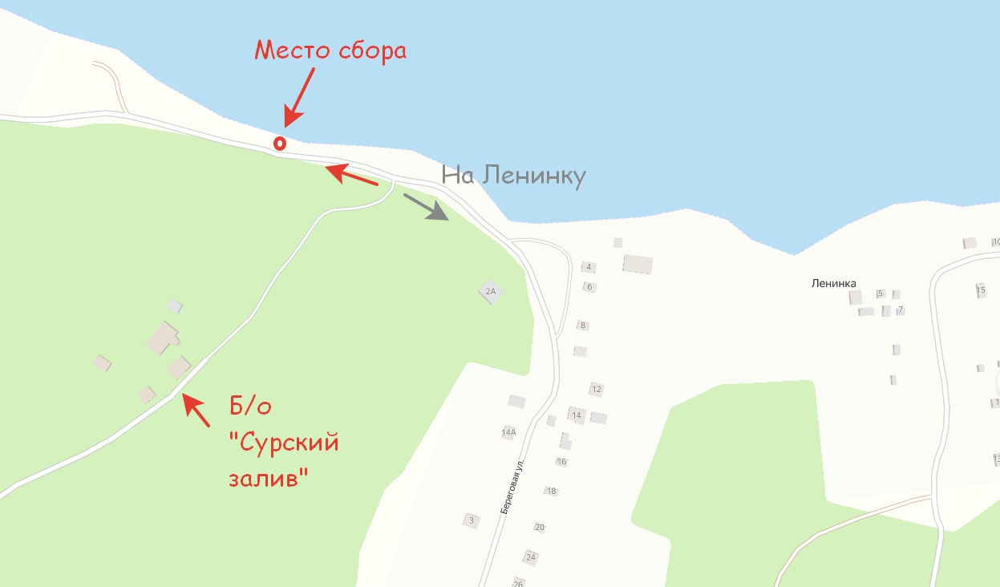 Место сбора
На Ленинку
10
4
Ленинка
6
2А
15
5
7
8
12
Б/о
"Сурский
залив"
14
14А
16
Береговая ул.
18
3
20
24
26